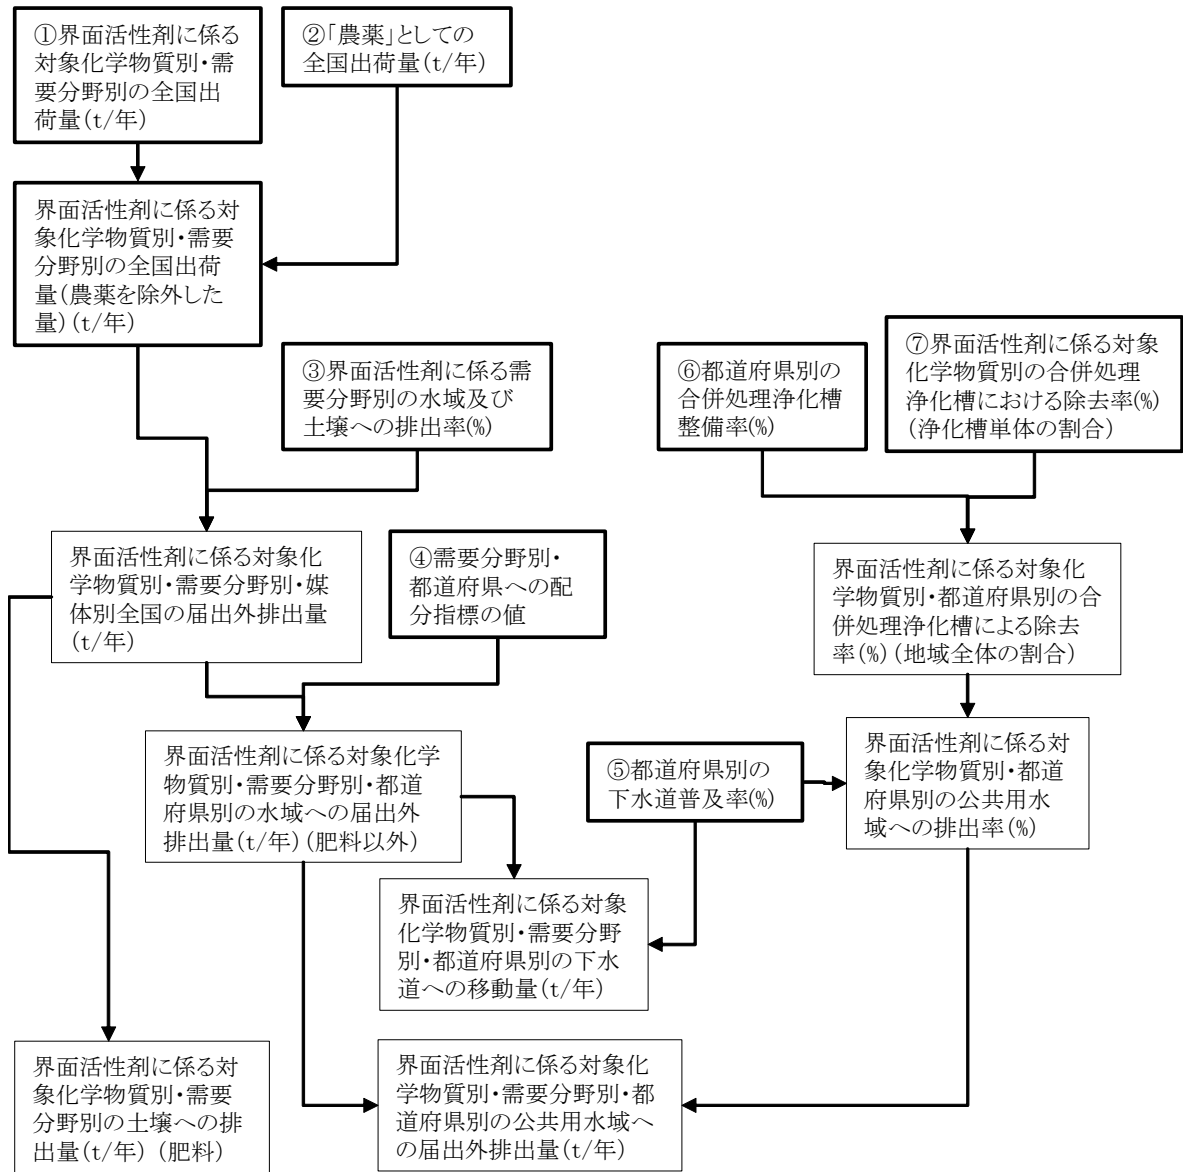 ①界面活性剤に係る
対象化学物質別・需
要分野別の全国出
荷量(t/年)
②「農薬」としての
全国出荷量(t/年)
界面活性剤に係る対
象化学物質別・需要
分野別の全国出荷
量(農薬を除外した
量)(t/年)
③界面活性剤に係る需
要分野別の水域及び
土壌への排出率(%)
⑥都道府県別の
合併処理浄化槽
整備率(%)
⑦界面活性剤に係る対象
化学物質別の合併処理
浄化槽における除去率(%)
(浄化槽単体の割合)
界面活性剤に係る対象化
学物質別・需要分野別・媒
体別全国の届出外排出量
(t/年)
④需要分野別・
都道府県への配
分指標の値
界面活性剤に係る対象化
学物質別・都道府県別の合
併処理浄化槽による除去
率(%)(地域全体の割合)
界面活性剤に係る対象化学
物質別・需要分野別・都道
府県別の水域への届出外
排出量(t/年)(肥料以外)
⑤都道府県別の
下水道普及率(%)
界面活性剤に係る対
象化学物質別・都道
府県別の公共用水
域への排出率(%)
界面活性剤に係る対象
化学物質別・需要分野
別・都道府県別の下水
道への移動量(t/年)
界面活性剤に係る対
象化学物質別・需要
分野別の土壌への排
出量(t/年) (肥料)
界面活性剤に係る対象化
学物質別・需要分野別・都
道府県別の公共用水域へ
の届出外排出量(t/年)